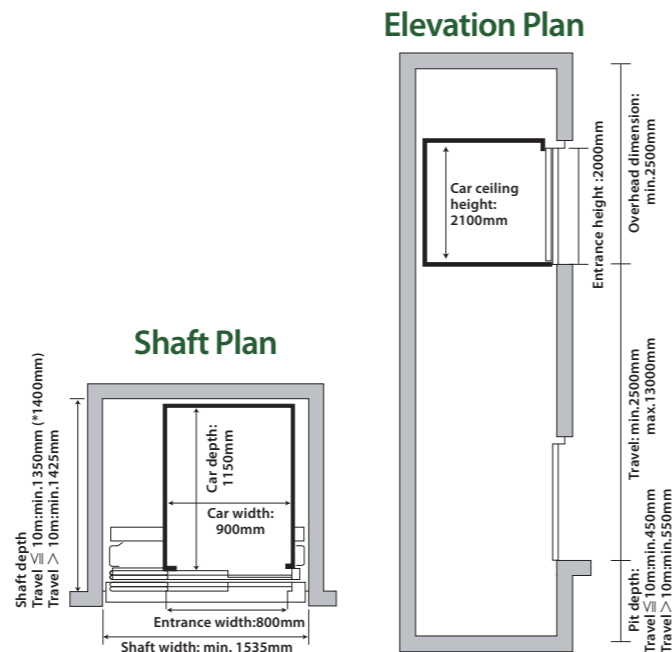 Elevation Plan
Car ceiling
height:
2100mm
Entrance height :2000mm
Overhead dimension:
min.2500mm
Travel: min.2500mm
max.13000mm
Pit depth:
Travel ≦ 10m:min.450mm
Travel > 10m:min.550mm
Shaft Plan
Shaft depth
Travel ≦ 10m:min.1350mm (*1400mm)
Travel > 10m:min.1425mm
Car depth:
1150mm
Car width:
900mm
Entrance width:800mm
Shaft width: min. 1535mm